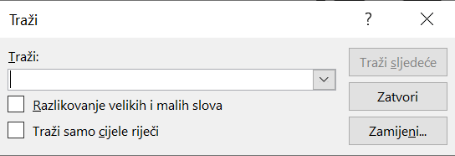 Traži
Traži:
Traži sljedeće
Razlikovanje velikih i malih slova
Zatvori
Traži samo cijele riječi
Zamijeni...